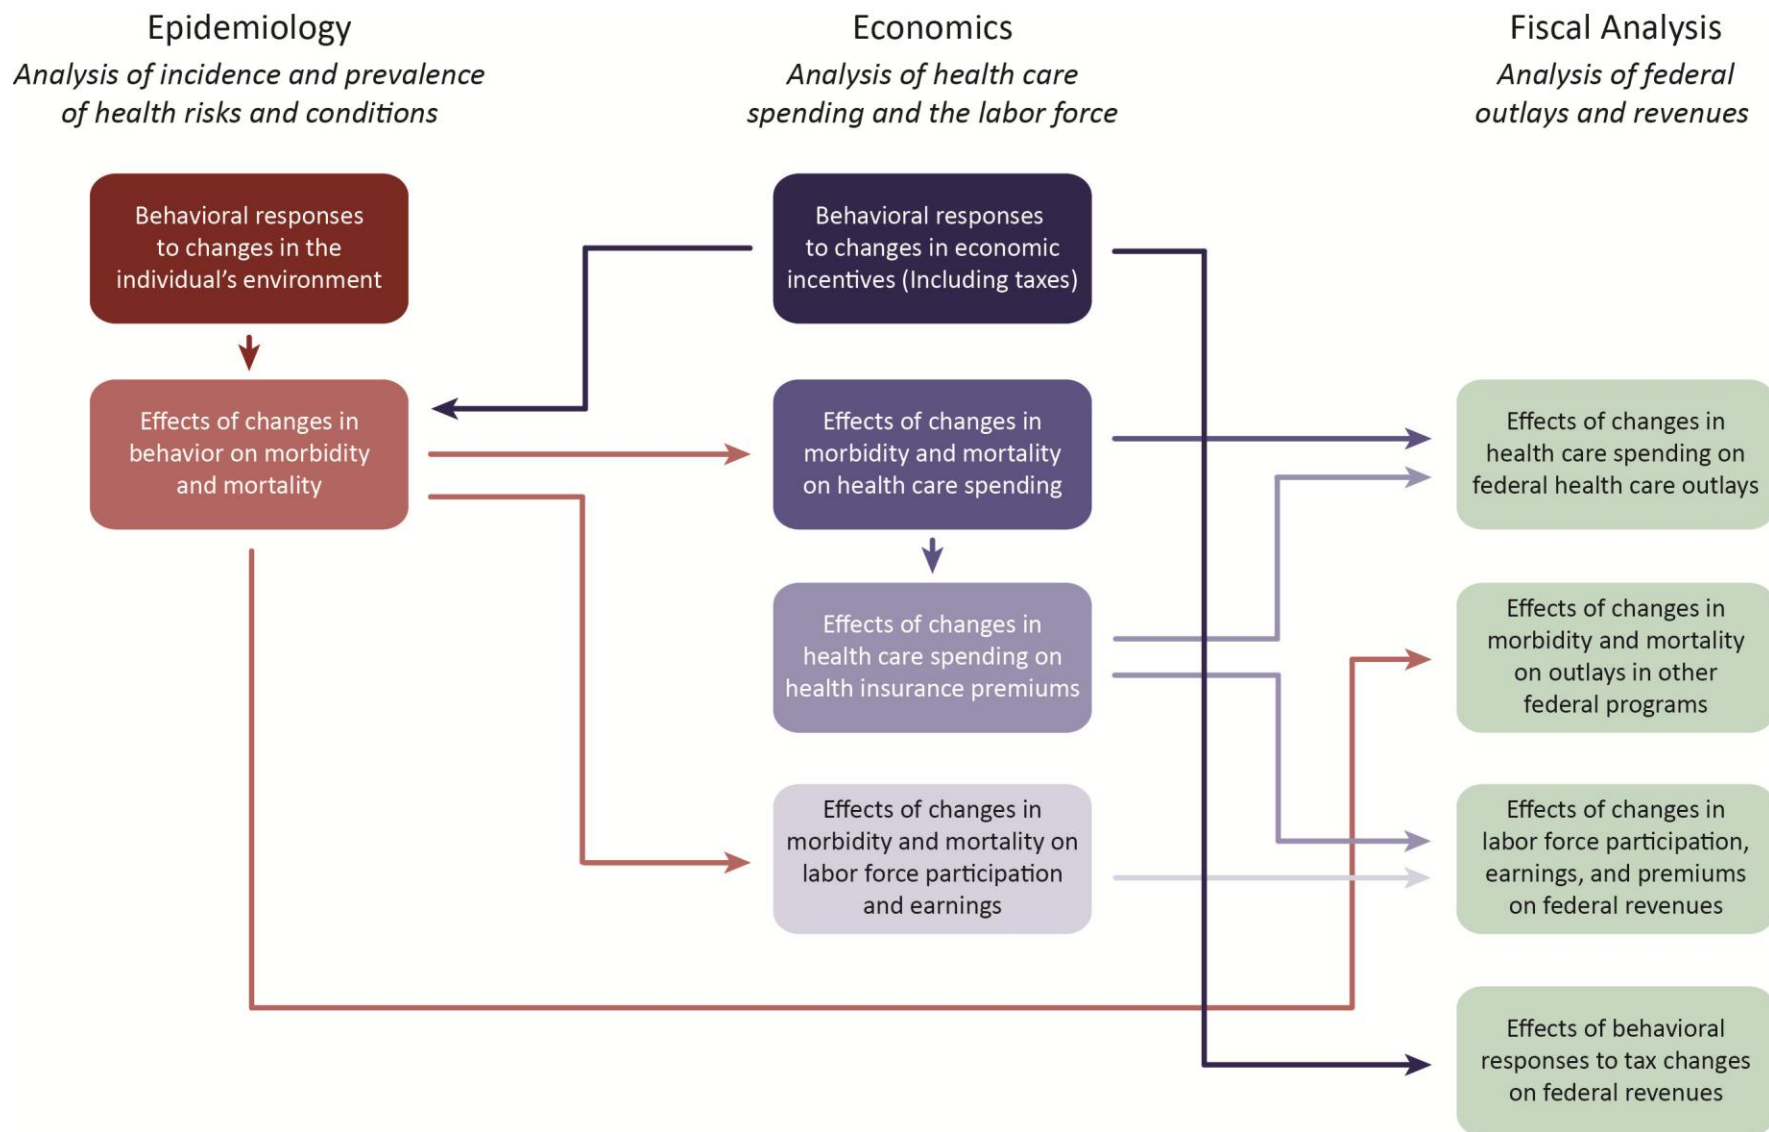 Epidemiology
Analysis of incidence and prevalence
of health risks and conditions
Economics
Analysis of health care
spending and the labor force
Fiscal Analysis
Analysis of federal
outlays and revenues
Behavioral responses
to changes in the
individual's environment
Behavioral responses
to changes in economic
incentives (Including taxes)
Effects of changes in
behavior on morbidity
and mortality
Effects of changes in
morbidity and mortality
on health care spending
Effects of changes in
health care spending on
federal health care outlays
Effects of changes in
health care spending on
health insurance premiums
Effects of changes in
morbidity and mortality
on outlays in other
federal programs
Effects of changes in
morbidity and mortality on
labor force participation
and earnings
Effects of changes in
labor force participation,
earnings, and premiums
on federal revenues
Effects of behavioral
responses to tax changes
on federal revenues